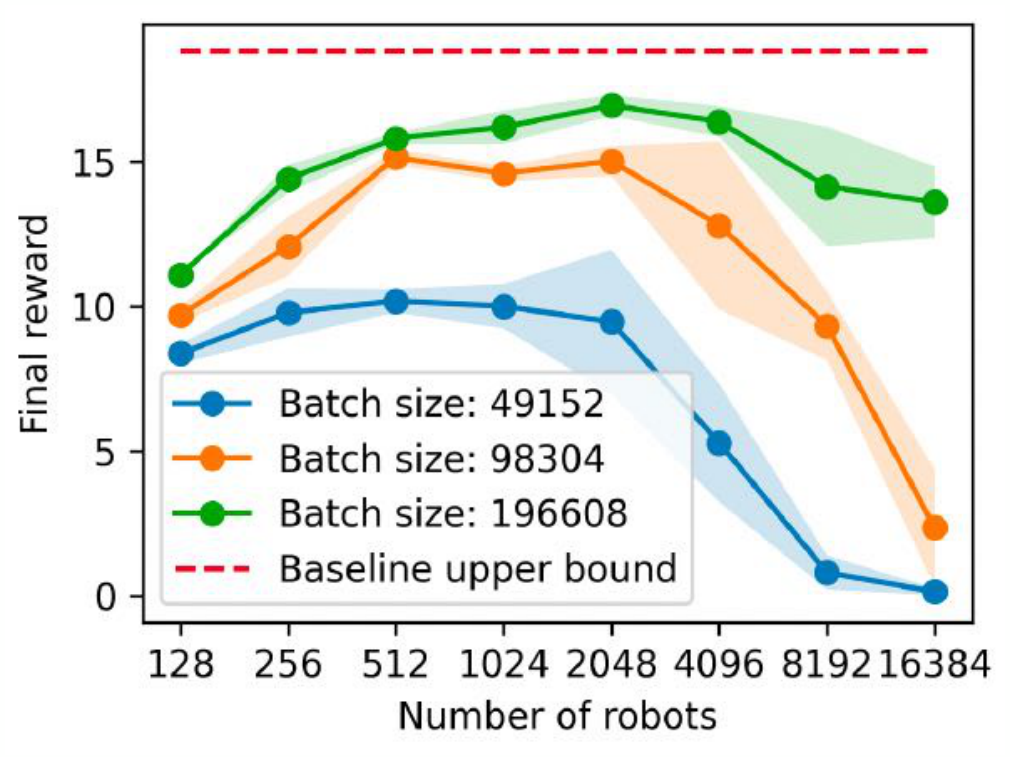 15
10
5
0
Final reward
Batch size: 49152
Batch size: 98304
Batch size: 196608
Baseline upper bound
128 256 512 1024 2048 4096 8192 16384
Number of robots